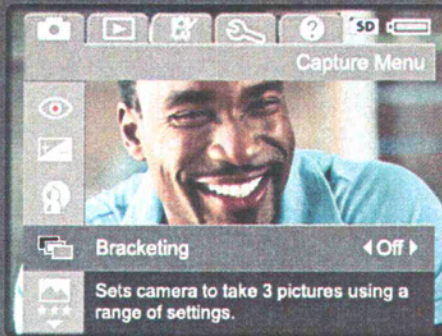 ? SD
Capture Menu
Bracketing Off
Sets camera to take 3 pictures using a
range of settings.